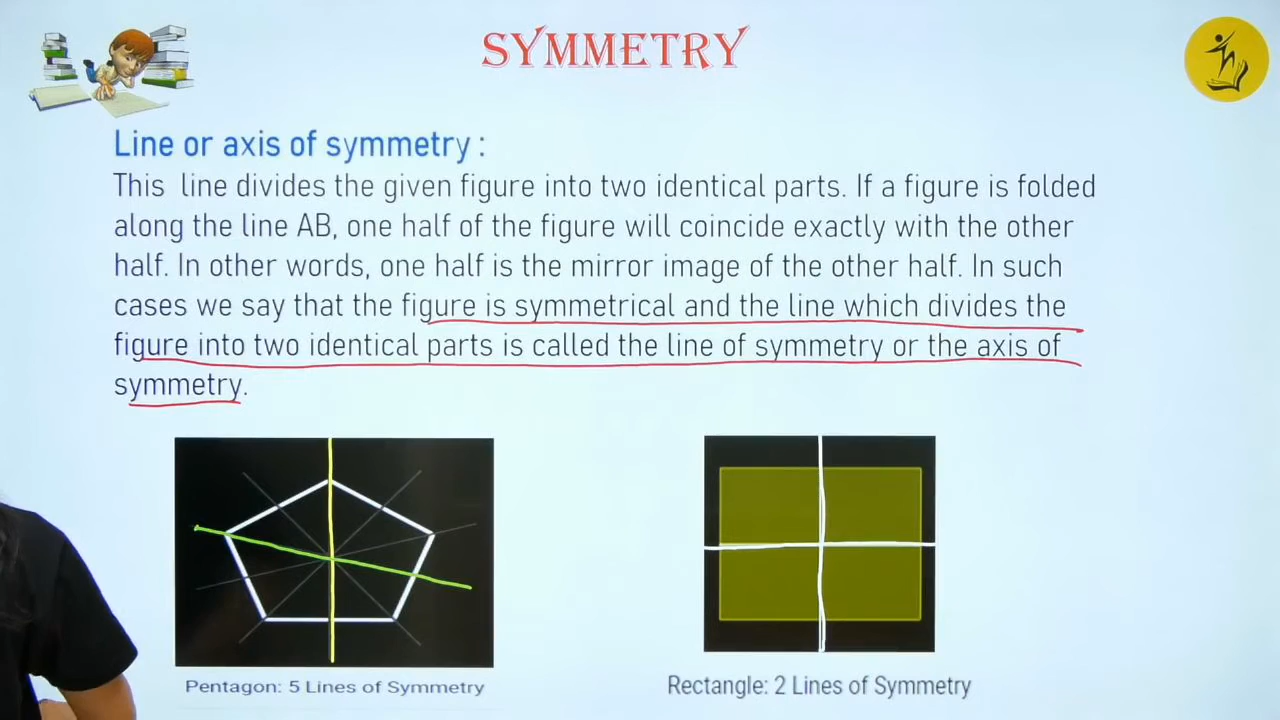 SYMMETRY
Line or axis of symmetry :
This line divides the given figure into two identical parts. If a figure is folded
along the line AB, one half of the figure will coincide exactly with the other
half. In other words, one half is the mirror image of the other half. In such
cases we say that the figure is symmetrical and the line which divides the
figure into two identical parts is called the line of symmetry or the axis of
symmetry.
Pentagon: 5 Lines of Symmetry
Rectangle: 2 Lines of Symmetry